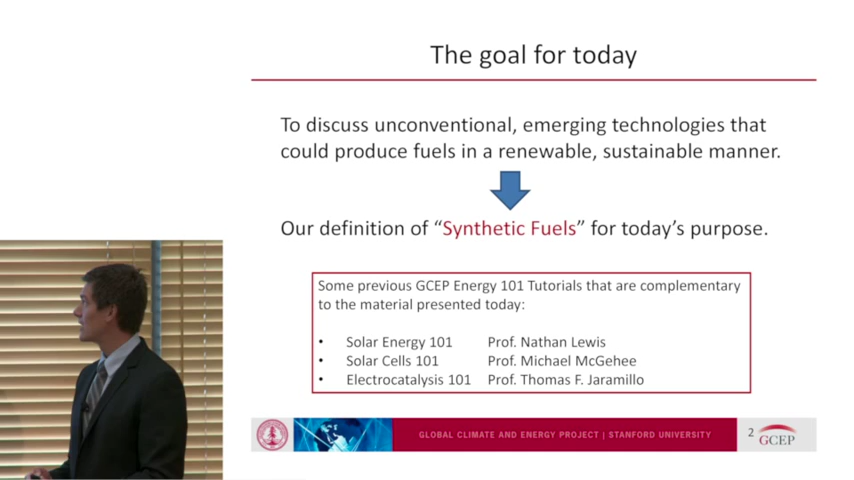 The goal for today
To discuss unconventional, emerging technologies that
could produce fuels in a renewable, sustainable manner.
Our definition of “Synthetic Fuels” for today’s purpose.
Some previous GCEP Energy 101 Tutorials that are complementary
to the material presented today:
• Solar Energy 101 Prof. Nathan Lewis
• Solar Cells 101 Prof. Michael McGehee
• Electrocatalysis 101 Prof. Thomas F. Jaramillo
GLOBAL CLIMATE AND ENERGY PROJECT | STANFORD UNIVERSITY
2
GCEP